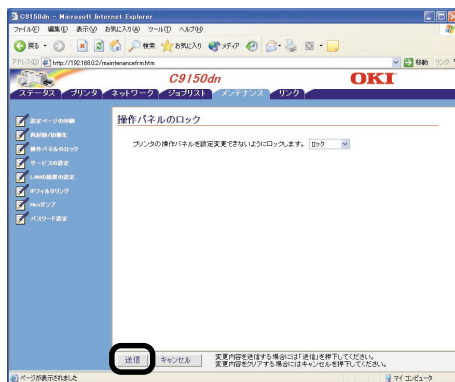 C9150dn - Microsoft Internet Explorer
ファイル(F) 編集(E) 表示(V) お気に入り(A) ツール(T) ヘルプ(H)
戻る 検索 お気に入り メディア
アドレス(D) http://192.168.0.2/maintenancefrm.htm 移動 リンク
C9150dn OKI
ステータス プリンタ ネットワーク ジョブリスト メンテナンス リンク
設定ページの印刷
再起動/初期化
操作パネルのロック
サービスの設定
LANの規模の設定
IPフィルタリング
Hexダンプ
パスワード設定
操作パネルのロック
プリンタの操作パネルを設定変更できないようにロックします。 ロック
送信 キャンセル
変更内容を送信する場合には「送信」を押下してください。
変更内容をクリアする場合にはキャンセルを押下してください。
ページが表示されました マイ コンピュータ